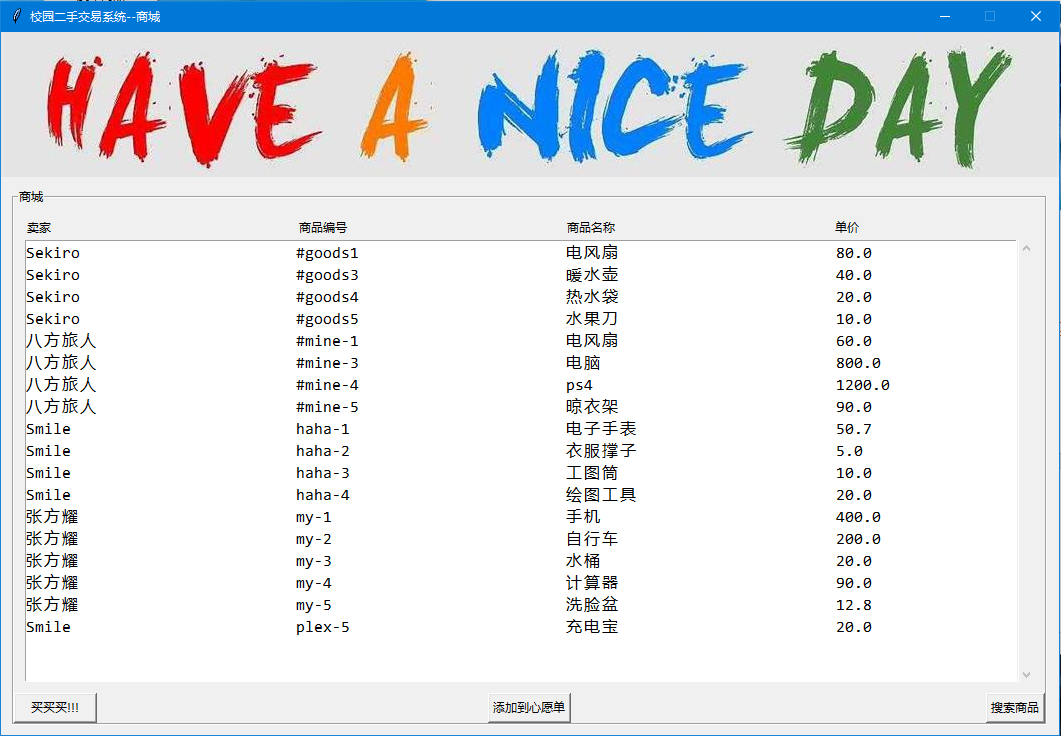 校园二手交易系统--商城
HAVE A NICE DAY
商城
卖家 商品编号 商品名称 单价
Sekiro #goods1 电风扇 80.0
Sekiro #goods3 暖水壶 40.0
Sekiro #goods4 热水袋 20.0
Sekiro #goods5 水果刀 10.0
八方旅人 #mine-1 电风扇 60.0
八方旅人 #mine-3 电脑 800.0
八方旅人 #mine-4 ps4 1200.0
八方旅人 #mine-5 晾衣架 90.0
Smile haha-1 电子手表 50.7
Smile haha-2 衣服撑子 5.0
Smile haha-3 工图筒 10.0
Smile haha-4 绘图工具 20.0
张方耀 my-1 手机 400.0
张方耀 my-2 自行车 200.0
张方耀 my-3 水桶 20.0
张方耀 my-4 计算器 90.0
张方耀 my-5 洗脸盆 12.8
Smile plex-5 充电宝 20.0
买买买!!! 添加到心愿单 搜索商品